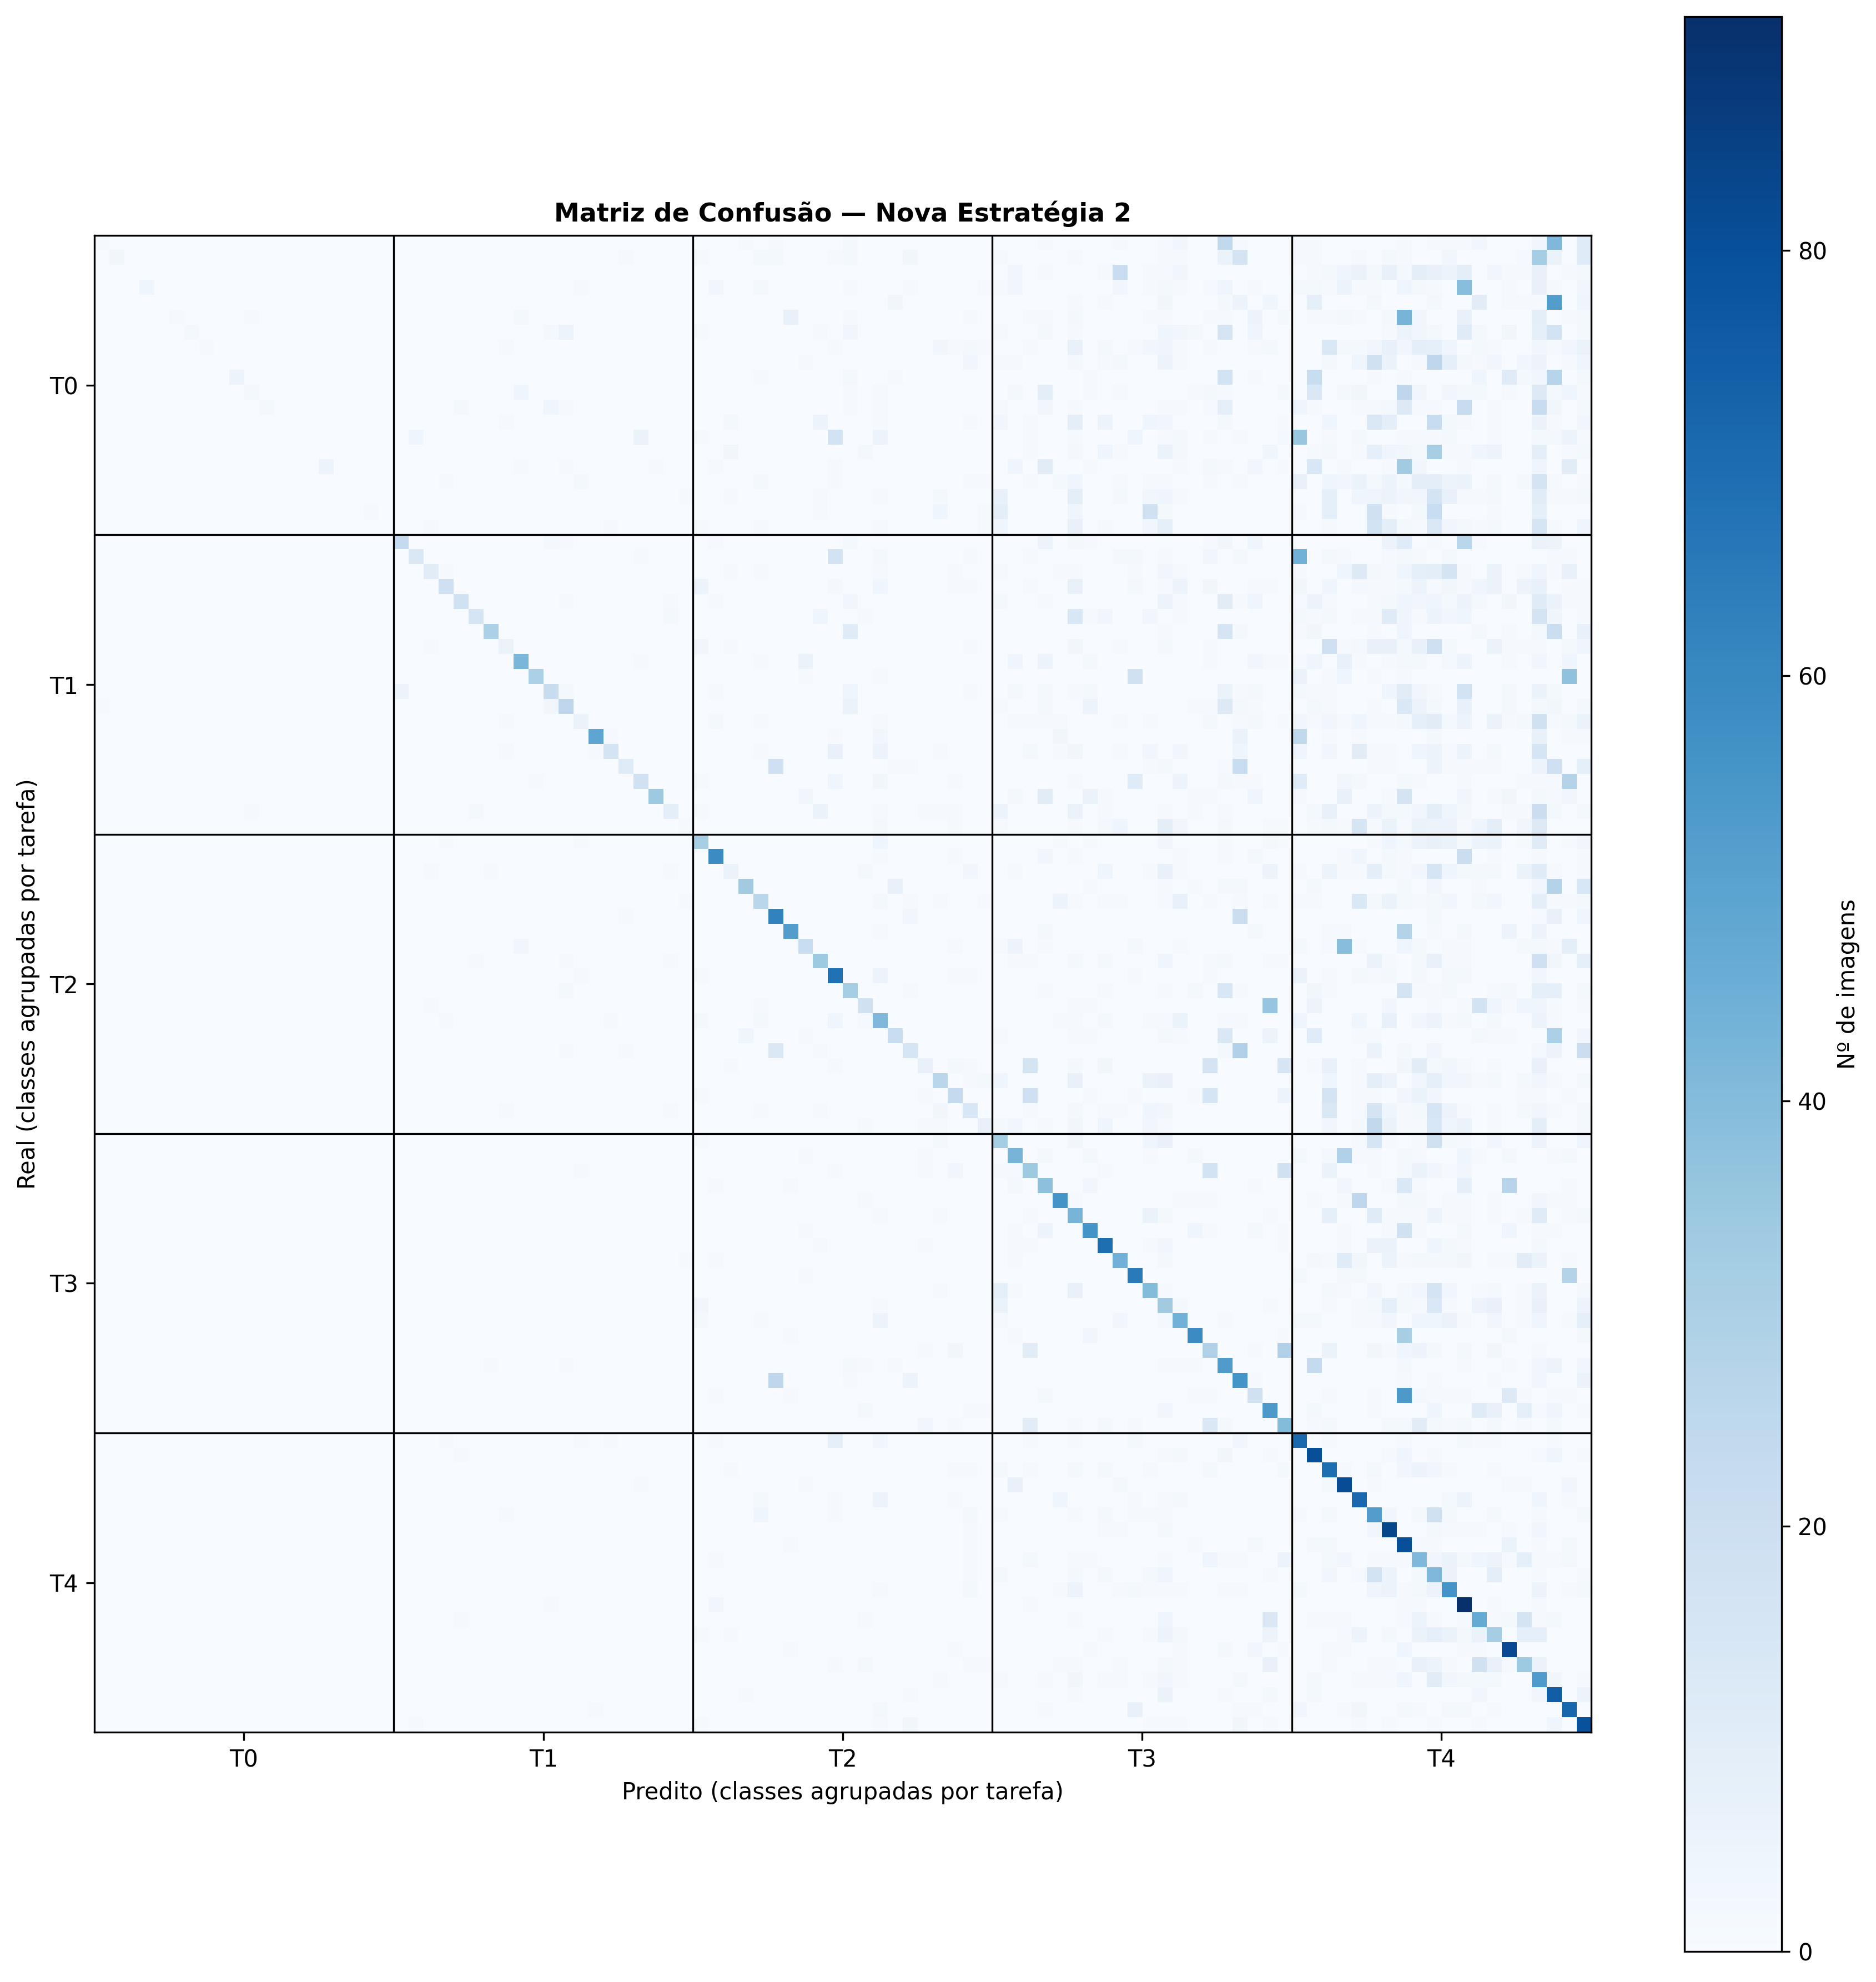 Matriz de Confusão — Nova Estratégia 2
Real (classes agrupadas por tarefa)
T0
T1
T2
T3
T4
T0 T1 T2 T3 T4
Predito (classes agrupadas por tarefa)
80
60
40
20
0
Nº de imagens